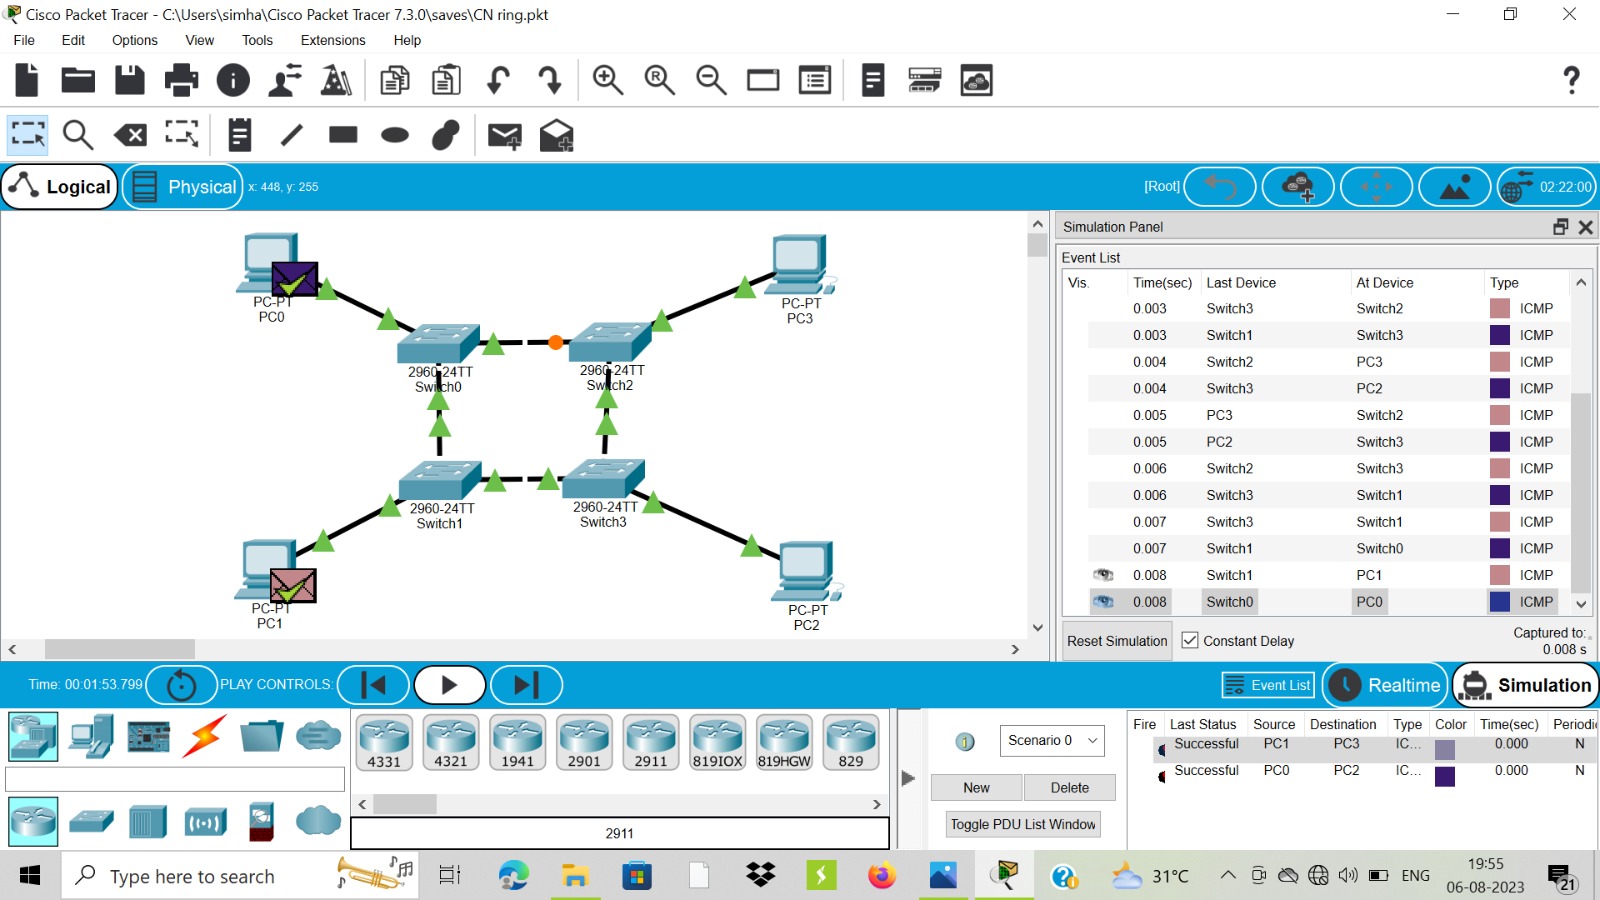 Cisco Packet Tracer - C:\Users\simha\Cisco Packet Tracer 7.3.0\saves\CN ring.pkt
File Edit Options View Tools Extensions Help
Logical Physical x: 448, y: 255 [Root] 02:22:00
PC-PT
PC0
PC-PT
PC3
2960-24TT
Switch0
2960-24TT
Switch2
2960-24TT
Switch1
2960-24TT
Switch3
PC-PT
PC1
PC-PT
PC2
Simulation Panel
Event List
Vis. Time(sec) Last Device At Device Type
0.003 Switch3 Switch2 ICMP
0.003 Switch1 Switch3 ICMP
0.004 Switch2 PC3 ICMP
0.004 Switch3 PC2 ICMP
0.005 PC3 Switch2 ICMP
0.005 PC2 Switch3 ICMP
0.006 Switch2 Switch3 ICMP
0.006 Switch3 Switch1 ICMP
0.007 Switch3 Switch1 ICMP
0.007 Switch1 Switch0 ICMP
0.008 Switch1 PC1 ICMP
0.008 Switch0 PC0 ICMP
Reset Simulation Constant Delay Captured to:
0.008 s
Time: 00:01:53.799 PLAY CONTROLS: Event List Realtime Simulation
4331 4321 1941 2901 2911 819IOX 819HGW 829
2911
Scenario 0
New Delete
Toggle PDU List Window
Fire Last Status Source Destination Type Color Time(sec) Periodi
Successful PC1 PC3 IC... 0.000 N
Successful PC0 PC2 IC... 0.000 N
Type here to search 31°C ENG 19:55
06-08-2023 21